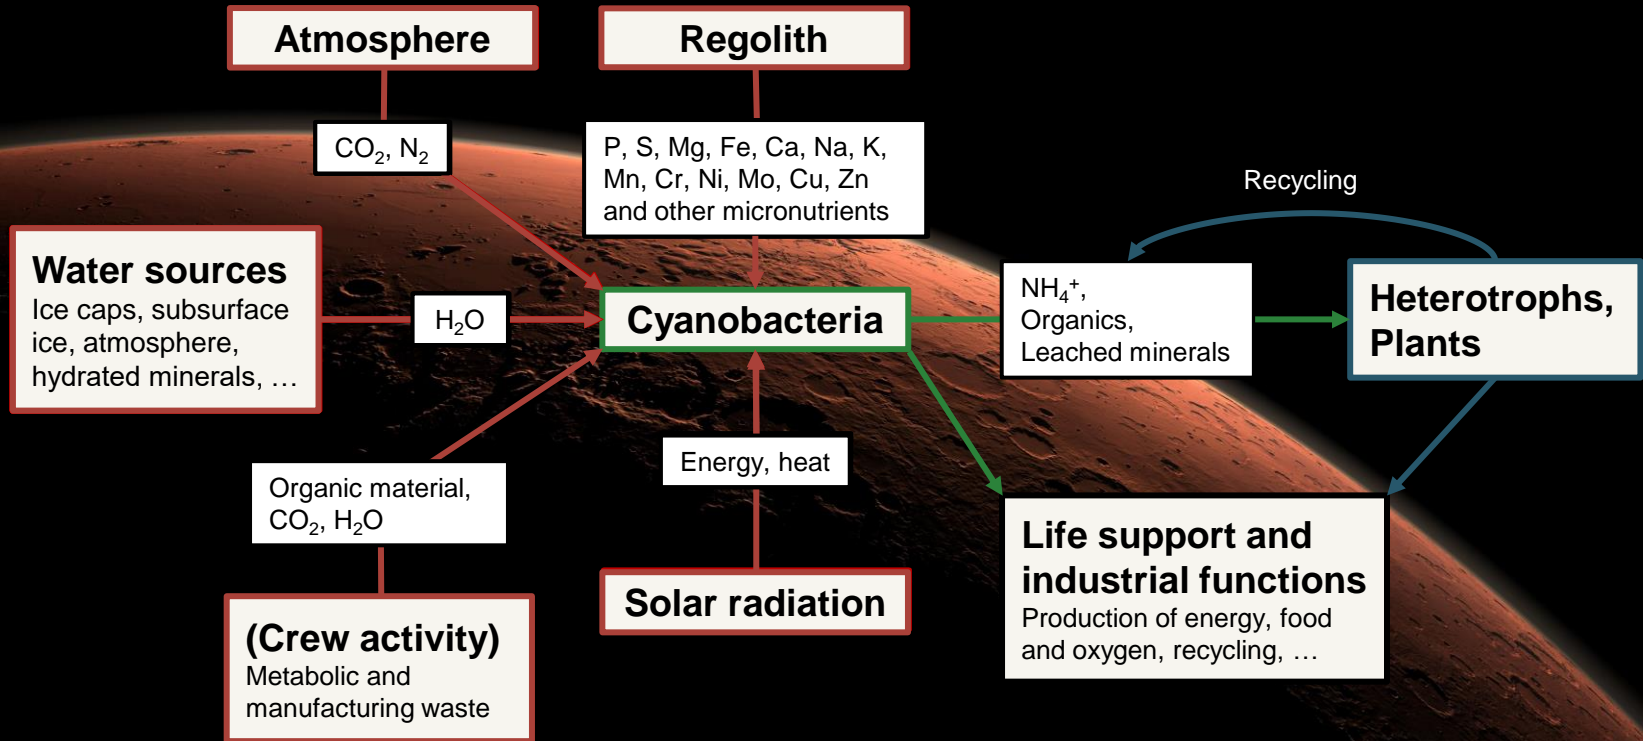 Atmosphere
Regolith
CO₂, N₂
P, S, Mg, Fe, Ca, Na, K,
Mn, Cr, Ni, Mo, Cu, Zn
and other micronutrients
Recycling
Water sources
Ice caps, subsurface
ice, atmosphere,
hydrated minerals, …
H₂O
Cyanobacteria
NH₄⁺,
Organics,
Leached minerals
Heterotrophs,
Plants
Organic material,
CO₂, H₂O
Energy, heat
(Crew activity)
Metabolic and
manufacturing waste
Solar radiation
Life support and
industrial functions
Production of energy, food
and oxygen, recycling, …